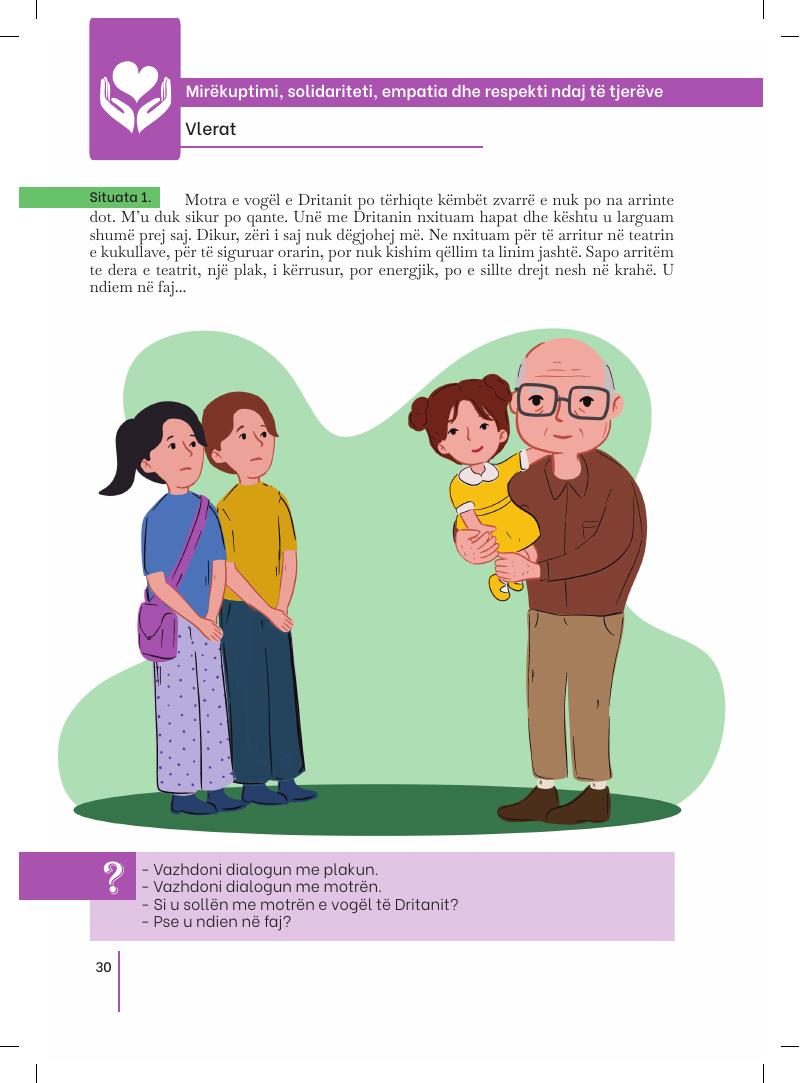 Mirëkuptimi, solidariteti, empatia dhe respekti ndaj të tjerëve
Vlerat
Situata 1. Motra e vogël e Dritanit po tërhiqte këmbët zvarrë e nuk po na arrinte
dot. M’u duk sikur po qante. Unë me Dritanin nxituam hapat dhe kështu u larguam
shumë prej saj. Dikur, zëri i saj nuk dëgjohej më. Ne nxituam për të arritur në teatrin
e kukullave, për të siguruar orarin, por nuk kishim qëllim ta linim jashtë. Sapo arritëm
te dera e teatrit, një plak, i kërrusur, por energjik, po e sillte drejt nesh në krahë. U
ndiem në faj...
?
- Vazhdoni dialogun me plakun.
- Vazhdoni dialogun me motrën.
- Si u sollën me motrën e vogël të Dritanit?
- Pse u ndien në faj?
30